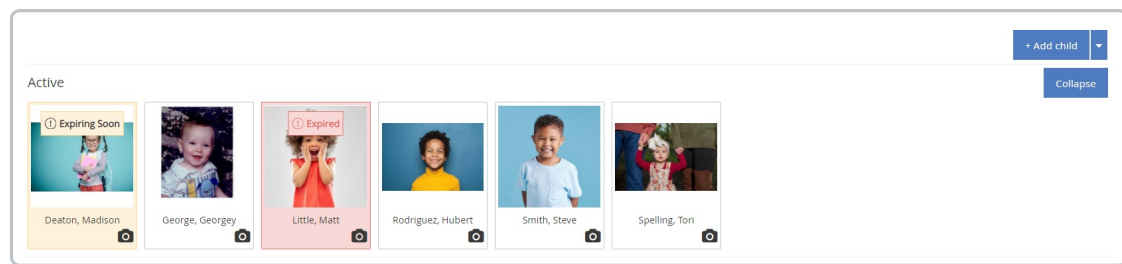 + Add child
Active
Collapse
Expiring Soon
Expired
Deaton, Madison
George, Georgey
Little, Matt
Rodriguez, Hubert
Smith, Steve
Spelling, Tori